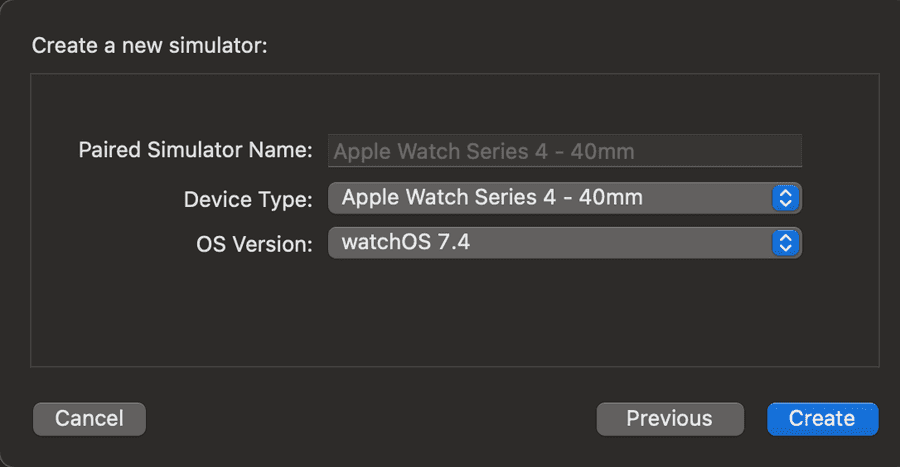 Create a new simulator:
Paired Simulator Name: Apple Watch Series 4 - 40mm
Device Type: Apple Watch Series 4 - 40mm
OS Version: watchOS 7.4
Cancel Previous Create